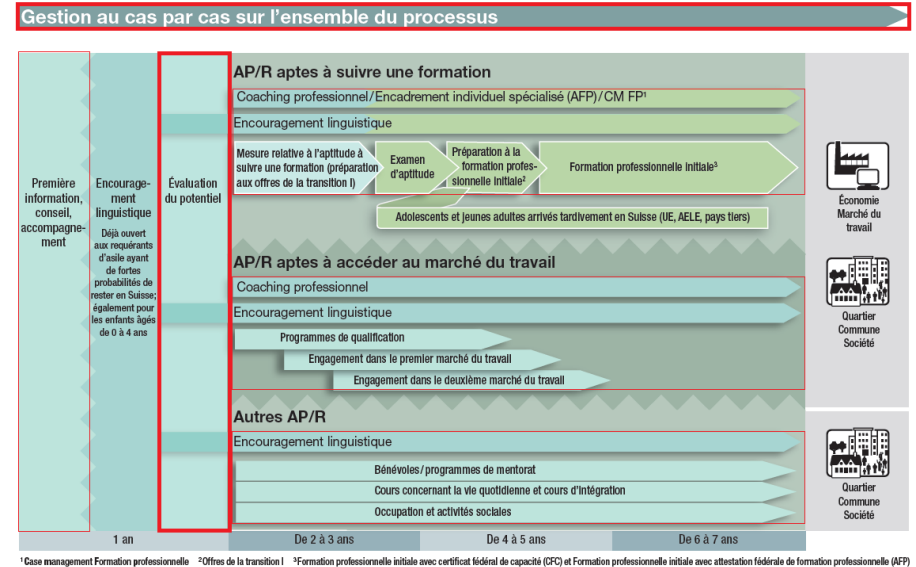 Gestion au cas par cas sur l'ensemble du processus
Première
information,
conseil,
accompagne-
ment
Encourage-
ment
linguistique
Déjà ouvert
aux requérants
d'asile ayant
de fortes
probabilités de
rester en Suisse;
également pour
les enfants âgés
de 0 à 4 ans
Évaluation
du potentiel
AP/R aptes à suivre une formation
Coaching professionnel/Encadrement individuel spécialisé (AFP)/CM FP¹
Encouragement linguistique
Mesure relative à l'aptitude à
suivre une formation (préparation
aux offres de la transition I)
Examen
d'aptitude
Préparation à la
formation profes-
sionnelle initiale²
Formation professionnelle initiale³
Adolescents et jeunes adultes arrivés tardivement en Suisse (UE, AELE, pays tiers)
AP/R aptes à accéder au marché du travail
Coaching professionnel
Encouragement linguistique
Programmes de qualification
Engagement dans le premier marché du travail
Engagement dans le deuxième marché du travail
Autres AP/R
Encouragement linguistique
Bénévoles/programmes de mentorat
Cours concernant la vie quotidienne et cours d'intégration
Occupation et activités sociales
Économie
Marché du
travail
Quartier
Commune
Société
Quartier
Commune
Société
1 an
De 2 à 3 ans
De 4 à 5 ans
De 6 à 7 ans
¹Case management Formation professionnelle ²Offres de la transition I ³Formation professionnelle initiale avec certificat fédéral de capacité (CFC) et Formation professionnelle initiale avec attestation fédérale de formation professionnelle (AFP)